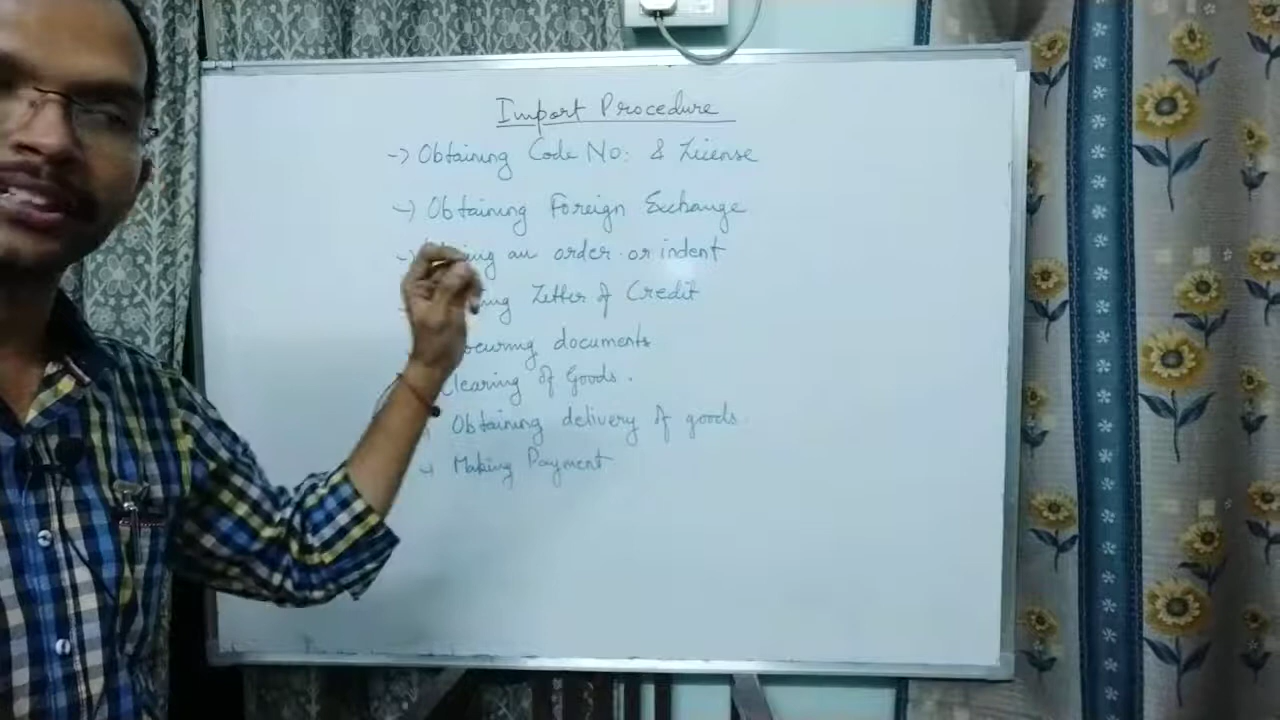 Import Procedure
-> Obtaining Code No: & License
-> Obtaining Foreign Exchange
-> an order or indent
Letter of Credit
documents
Clearing of Goods.
Obtaining delivery of goods
-> Making Payment